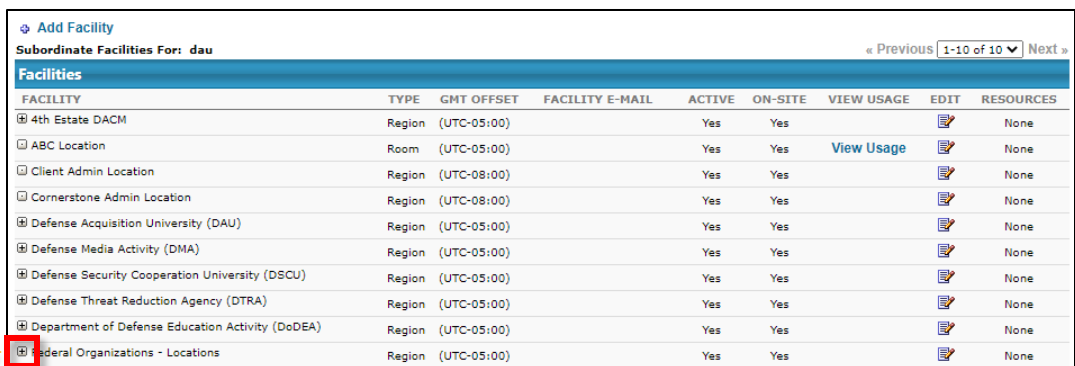 Add Facility
Subordinate Facilities For: dau « Previous 1-10 of 10 Next »
Facilities
FACILITY TYPE GMT OFFSET FACILITY E-MAIL ACTIVE ON-SITE VIEW USAGE EDIT RESOURCES
4th Estate DACM Region (UTC-05:00) Yes Yes None
ABC Location Room (UTC-05:00) Yes Yes View Usage None
Client Admin Location Region (UTC-08:00) Yes Yes None
Cornerstone Admin Location Region (UTC-08:00) Yes Yes None
Defense Acquisition University (DAU) Region (UTC-05:00) Yes Yes None
Defense Media Activity (DMA) Region (UTC-05:00) Yes Yes None
Defense Security Cooperation University (DSCU) Region (UTC-05:00) Yes Yes None
Defense Threat Reduction Agency (DTRA) Region (UTC-05:00) Yes Yes None
Department of Defense Education Activity (DoDEA) Region (UTC-05:00) Yes Yes None
Federal Organizations - Locations Region (UTC-05:00) Yes Yes None